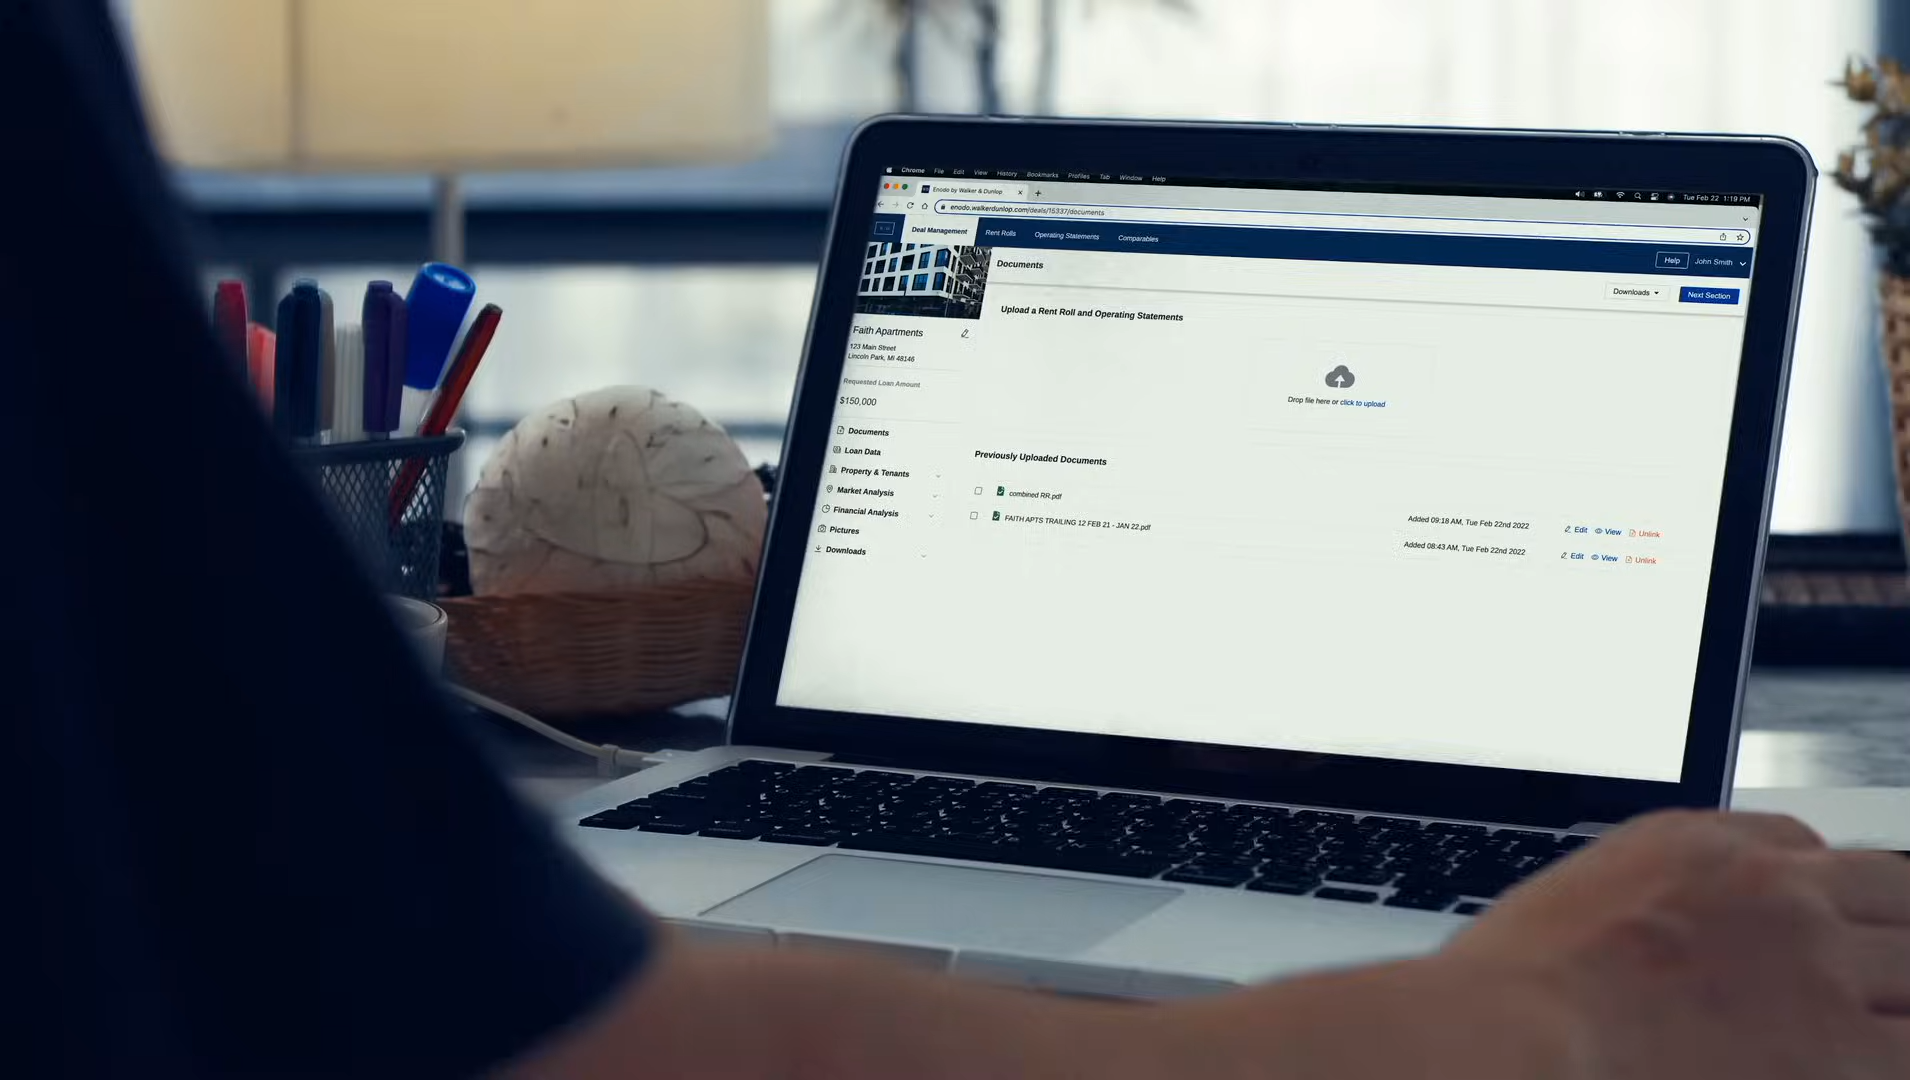 Chrome File Edit View History Bookmarks Profiles Tab Window Help
Tue Feb 22 1:19 PM
Enodo by Walker & Dunlop
enodo.walkerdunlop.com/deals/15337/documents
Deal Management Rent Rolls Operating Statements Comparables
Help John Smith
Documents
Downloads Next Section
Upload a Rent Roll and Operating Statements
Faith Apartments
123 Main Street
Lincoln Park, MI 48146
Requested Loan Amount
$150,000
Drop file here or click to upload
Documents
Loan Data
Property & Tenants
Market Analysis
Financial Analysis
Pictures
Downloads
Previously Uploaded Documents
combined RR.pdf
Added 09:18 AM, Tue Feb 22nd 2022 Edit View Unlink
FAITH APTS TRAILING 12 FEB 21 - JAN 22.pdf
Added 08:43 AM, Tue Feb 22nd 2022 Edit View Unlink